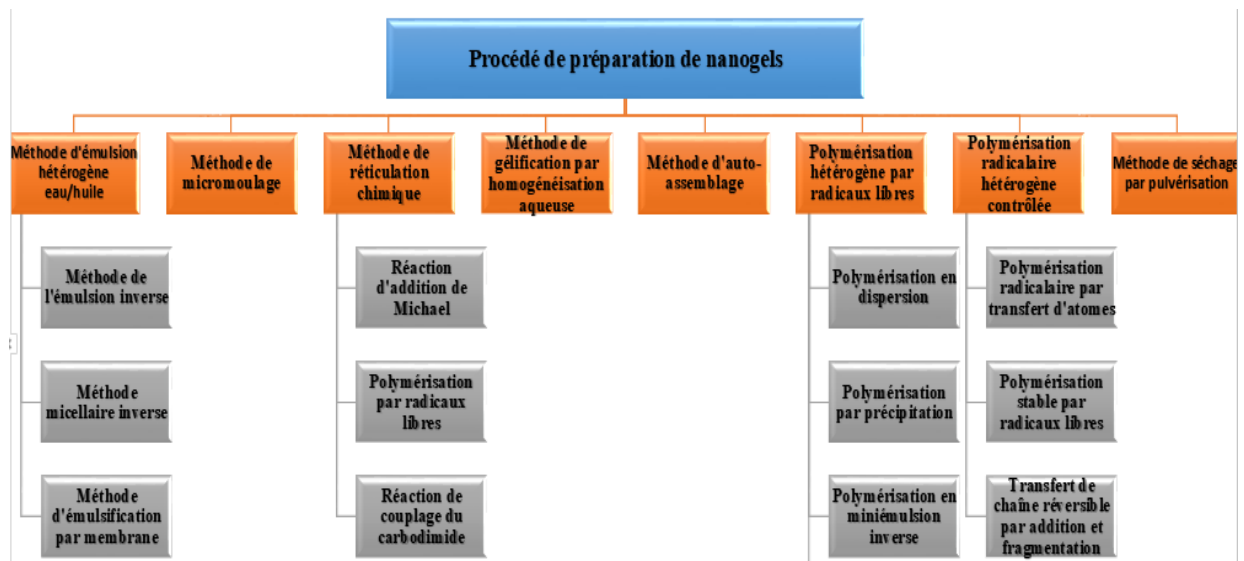 Procédé de préparation de nanogels
Méthode d'émulsion
hétérogène
eau/huile
Méthode de
micromoulage
Méthode de
réticulation
chimique
Méthode de
gélification par
homogénéisation
aqueuse
Méthode d'auto-
assemblage
Polymérisation
hétérogène par
radicaux libres
Polymérisation
radicalaire
hétérogène
contrôlée
Méthode de séchage
par pulvérisation
Méthode de
l'émulsion inverse
Méthode
micellaire inverse
Méthode
d'émulsification
par membrane
Réaction
d'addition de
Michael
Polymérisation
par radicaux
libres
Réaction de
couplage du
carbodimide
Polymérisation en
dispersion
Polymérisation
par précipitation
Polymérisation en
miniémulsion
inverse
Polymérisation
radicalaire par
transfert d'atomes
Polymérisation
stable par
radicaux libres
Transfert de
chaîne réversible
par addition et
fragmentation